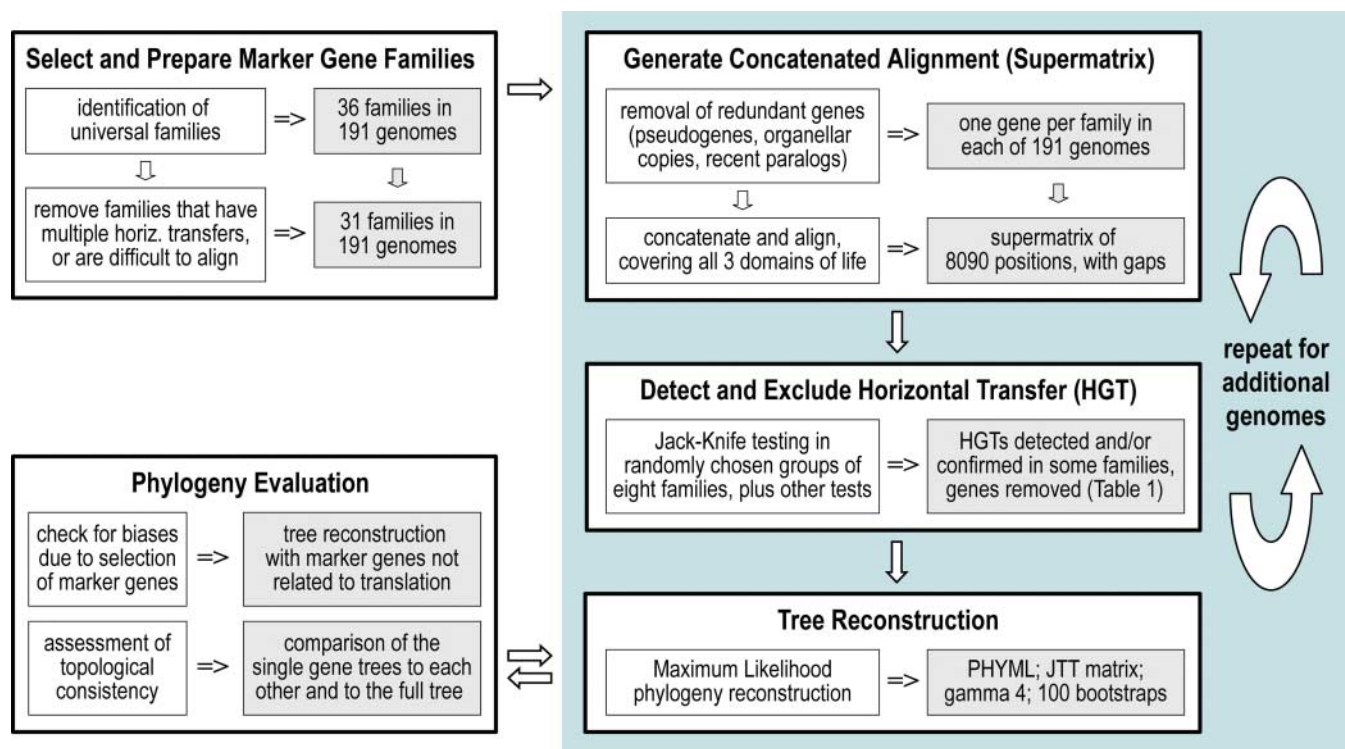 Select and Prepare Marker Gene Families
identification of
universal families
=>
36 families in
191 genomes
remove families that have
multiple horiz. transfers,
or are difficult to align
=>
31 families in
191 genomes
Generate Concatenated Alignment (Supermatrix)
removal of redundant genes
(pseudogenes, organellar
copies, recent paralogs)
=>
one gene per family in
each of 191 genomes
concatenate and align,
covering all 3 domains of life
=>
supermatrix of
8090 positions, with gaps
Detect and Exclude Horizontal Transfer (HGT)
Jack-Knife testing in
randomly chosen groups of
eight families, plus other tests
=>
HGTs detected and/or
confirmed in some families,
genes removed (Table 1)
repeat for
additional
genomes
Tree Reconstruction
Maximum Likelihood
phylogeny reconstruction
=>
PHYML; JTT matrix;
gamma 4; 100 bootstraps
Phylogeny Evaluation
check for biases
due to selection
of marker genes
=>
tree reconstruction
with marker genes not
related to translation
assessment of
topological
consistency
=>
comparison of the
single gene trees to each
other and to the full tree